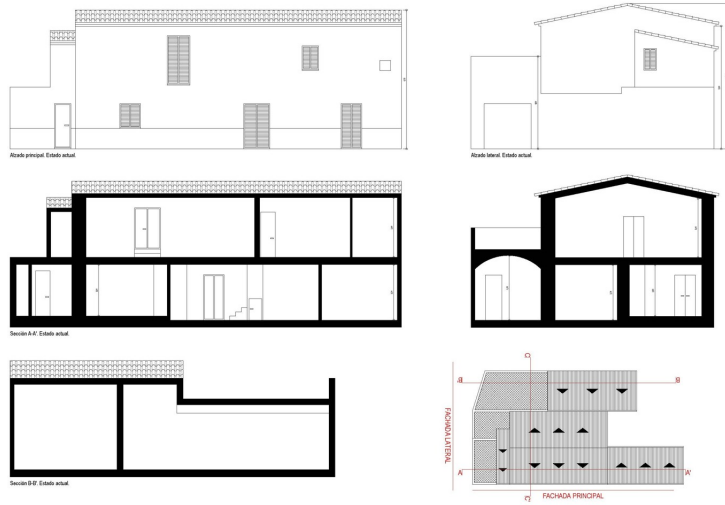 Alzado principal. Estado actual.
Alzado lateral. Estado actual.
Sección A-A'. Estado actual.
Sección B-B'. Estado actual.
C
B'
B'
FACHADA LATERAL
A'
A'
C'
FACHADA PRINCIPAL